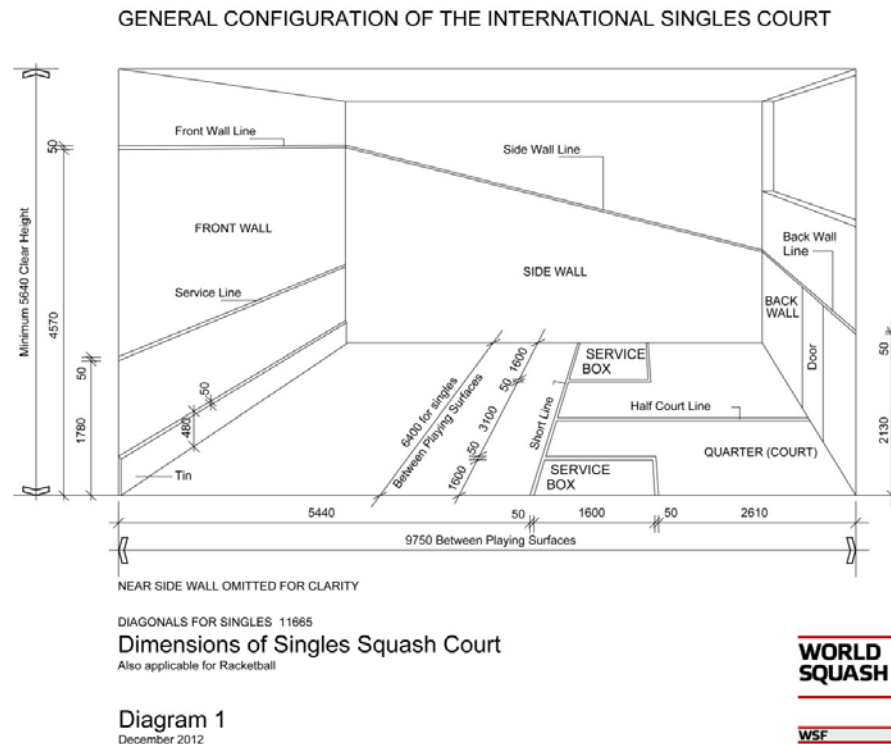 GENERAL CONFIGURATION OF THE INTERNATIONAL SINGLES COURT
Front Wall Line
Side Wall Line
50
Minimum 5640 Clear Height
FRONT WALL
Back Wall
Line
SIDE WALL
Service Line
BACK
WALL
4570
50
50
1600
SERVICE
BOX
Door
50
6400 for singles
Between Playing Surfaces
50
3100
Short Line
Half Court Line
1780
480
2130
50
QUARTER (COURT)
Tin
1600
SERVICE
BOX
5440
50
1600
50
2610
9750 Between Playing Surfaces
NEAR SIDE WALL OMITTED FOR CLARITY
DIAGONALS FOR SINGLES 11665
Dimensions of Singles Squash Court
Also applicable for Racketball
WORLD
SQUASH
Diagram 1
December 2012
WSF